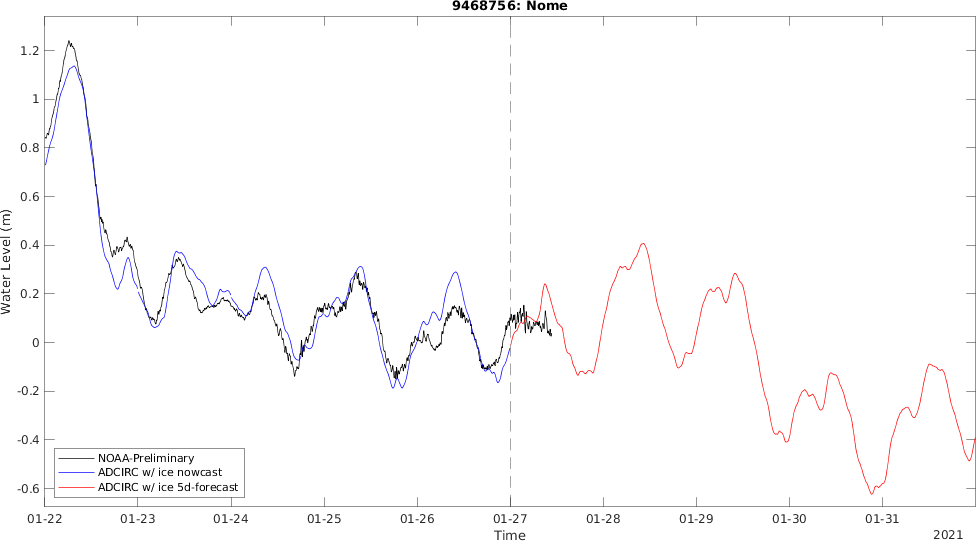 9468756: Nome
1.2
1
0.8
0.6
0.4
0.2
0
-0.2
-0.4
-0.6
Water Level (m)
NOAA-Preliminary
ADCIRC w/ ice nowcast
ADCIRC w/ ice 5d-forecast
01-22 01-23 01-24 01-25 01-26 01-27 01-28 01-29 01-30 01-31
Time
2021